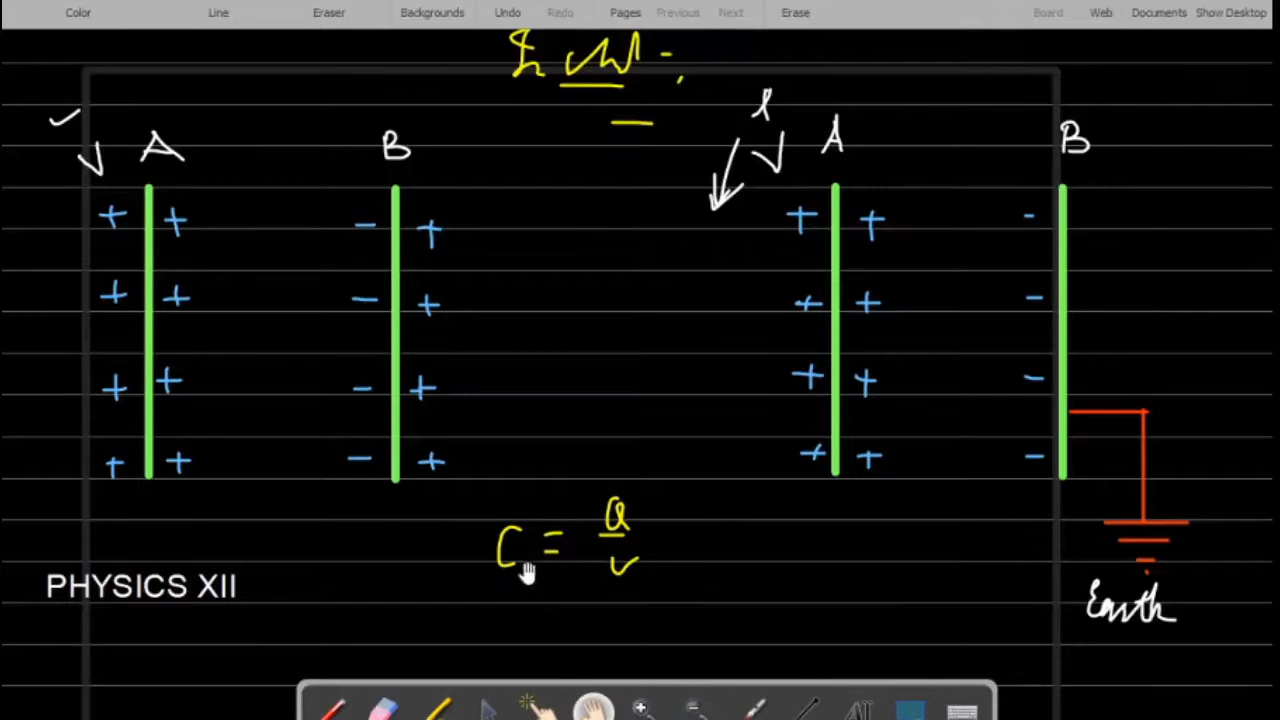 Color Line Eraser Backgrounds Undo Redo Pages Previous Next Erase Board Web Documents Show Desktop
A B A B
+ + - + + + -
+ + - + + + -
+ + - + + + -
+ + - + + + -
C = Q/V
PHYSICS XII
Earth